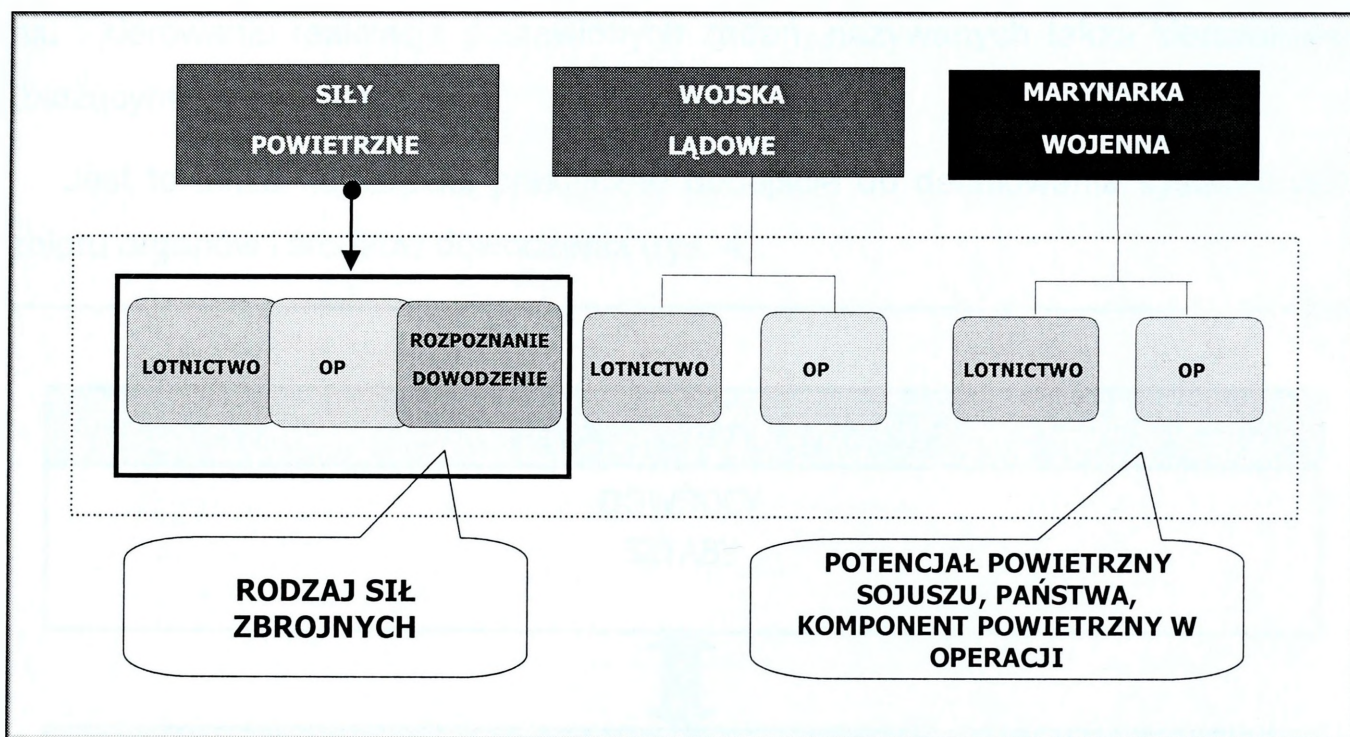 SIŁY
POWIETRZNE
WOJSKA
LĄDOWE
MARYNARKA
WOJENNA
LOTNICTWO
OP
ROZPOZNANIE
DOWODZENIE
LOTNICTWO
OP
LOTNICTWO
OP
RODZAJ SIŁ
ZBROJNYCH
POTENCJAŁ POWIETRZNY
SOJUSZU, PAŃSTWA,
KOMPONENT POWIETRZNY W
OPERACJI